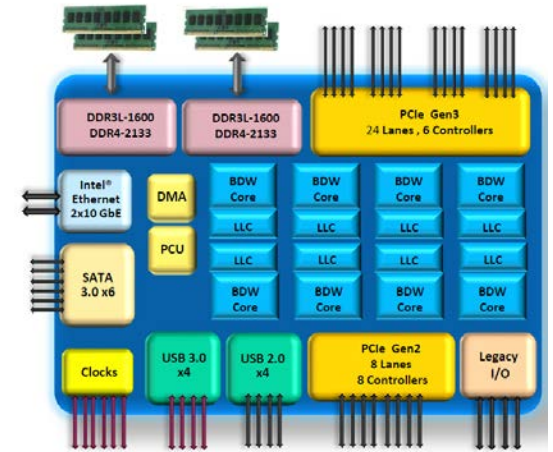 DDR3L-1600
DDR4-2133
DDR3L-1600
DDR4-2133
PCIe Gen3
24 Lanes , 6 Controllers
Intel®
Ethernet
2x10 GbE
DMA
PCU
BDW
Core
BDW
Core
BDW
Core
BDW
Core
LLC
LLC
LLC
LLC
LLC
LLC
LLC
LLC
BDW
Core
BDW
Core
BDW
Core
BDW
Core
SATA
3.0 x6
Clocks
USB 3.0
x4
USB 2.0
x4
PCIe Gen2
8 Lanes
8 Controllers
Legacy
I/O